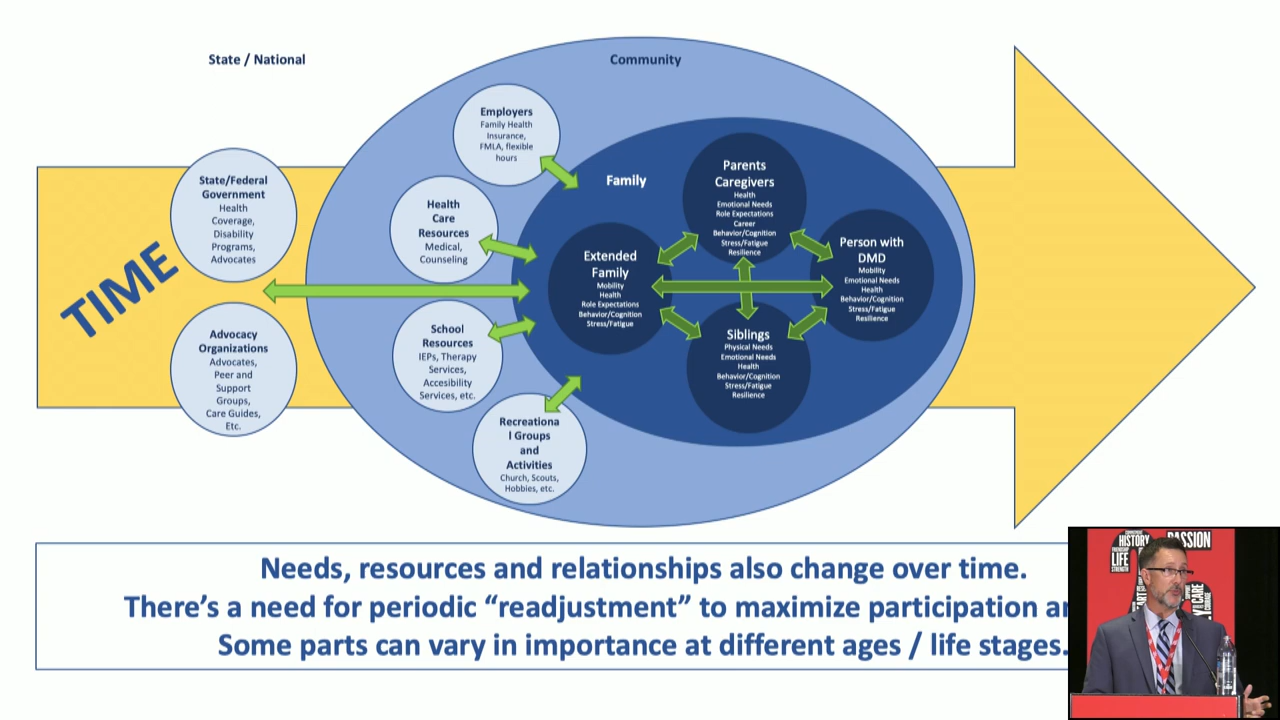 State / National
Community
Employers
Family Health
Insurance,
FMLA, flexible
hours
State/Federal
Government
Health
Coverage,
Disability
Programs,
Advocates
Health
Care
Resources
Medical,
Counseling
Family
Parents
Caregivers
Health
Emotional Needs
Role Expectations
Career
Behavior/Cognition
Stress/Fatigue
Resilience
Extended
Family
Mobility
Health
Role Expectations
Behavior/Cognition
Stress/Fatigue
Person with
DMD
Mobility
Emotional Needs
Health
Behavior/Cognition
Stress/Fatigue
Resilience
TIME
Advocacy
Organizations
Advocates,
Peer and
Support
Groups,
Care Guides,
Etc.
School
Resources
IEPs, Therapy
Services,
Accesibility
Services, etc.
Siblings
Physical Needs
Emotional Needs
Health
Behavior/Cognition
Stress/Fatigue
Resilience
Recreationa
l Groups
and
Activities
Church, Scouts,
Hobbies, etc.
Needs, resources and relationships also change over time.
There’s a need for periodic “readjustment” to maximize participation
Some parts can vary in importance at different ages / life stages.
HISTORY
LIFE
STRENGTH
PASSION
CARE